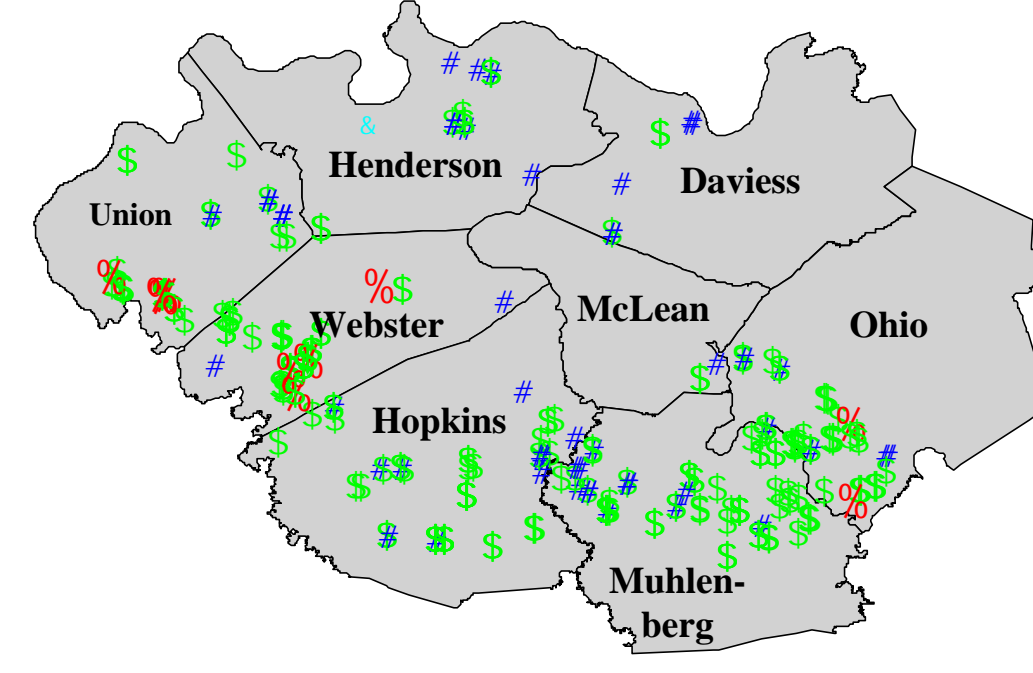 Henderson
Daviess
Union
McLean
Webster
Ohio
Hopkins
Muhlen-
berg